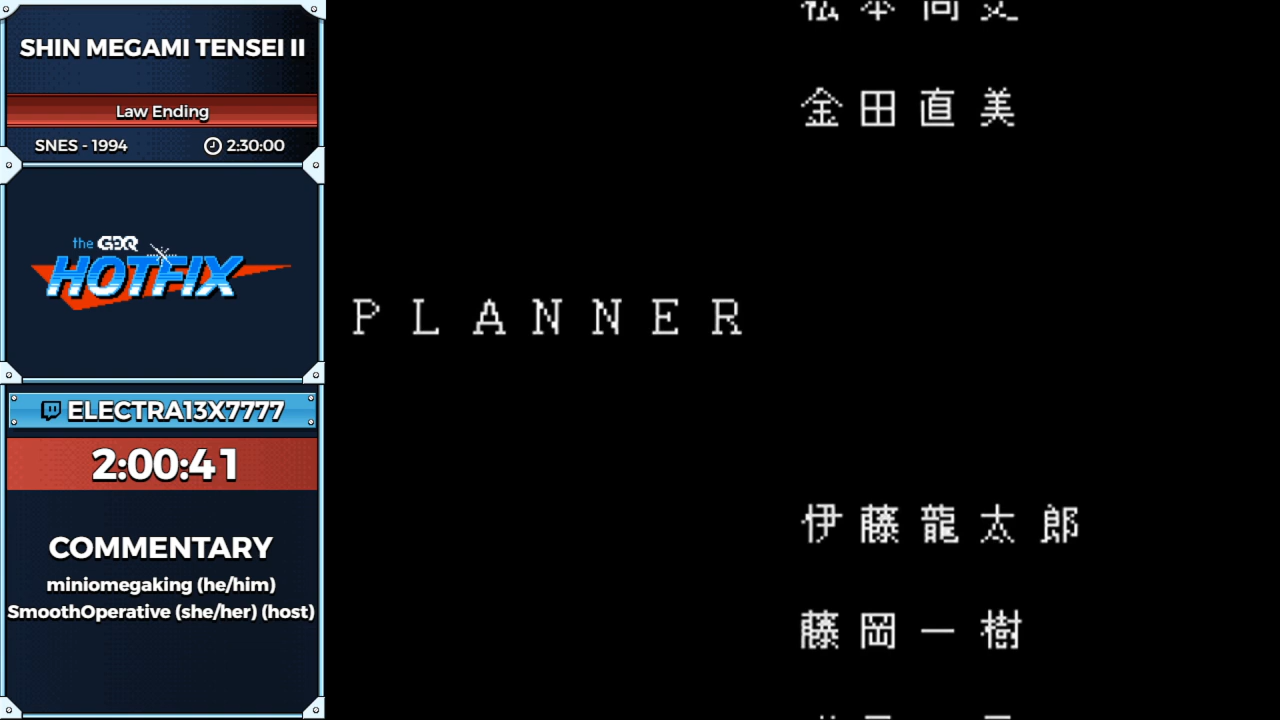 SHIN MEGAMI TENSEI II
Law Ending
SNES - 1994
2:30:00
the GDQ
HOTFIX
ELECTRA13X7777
2:00:41
COMMENTARY
miniomegaking (he/him)
SmoothOperative (she/her) (host)
金田直美
PLANNER
伊藤龍太郎
藤岡一樹